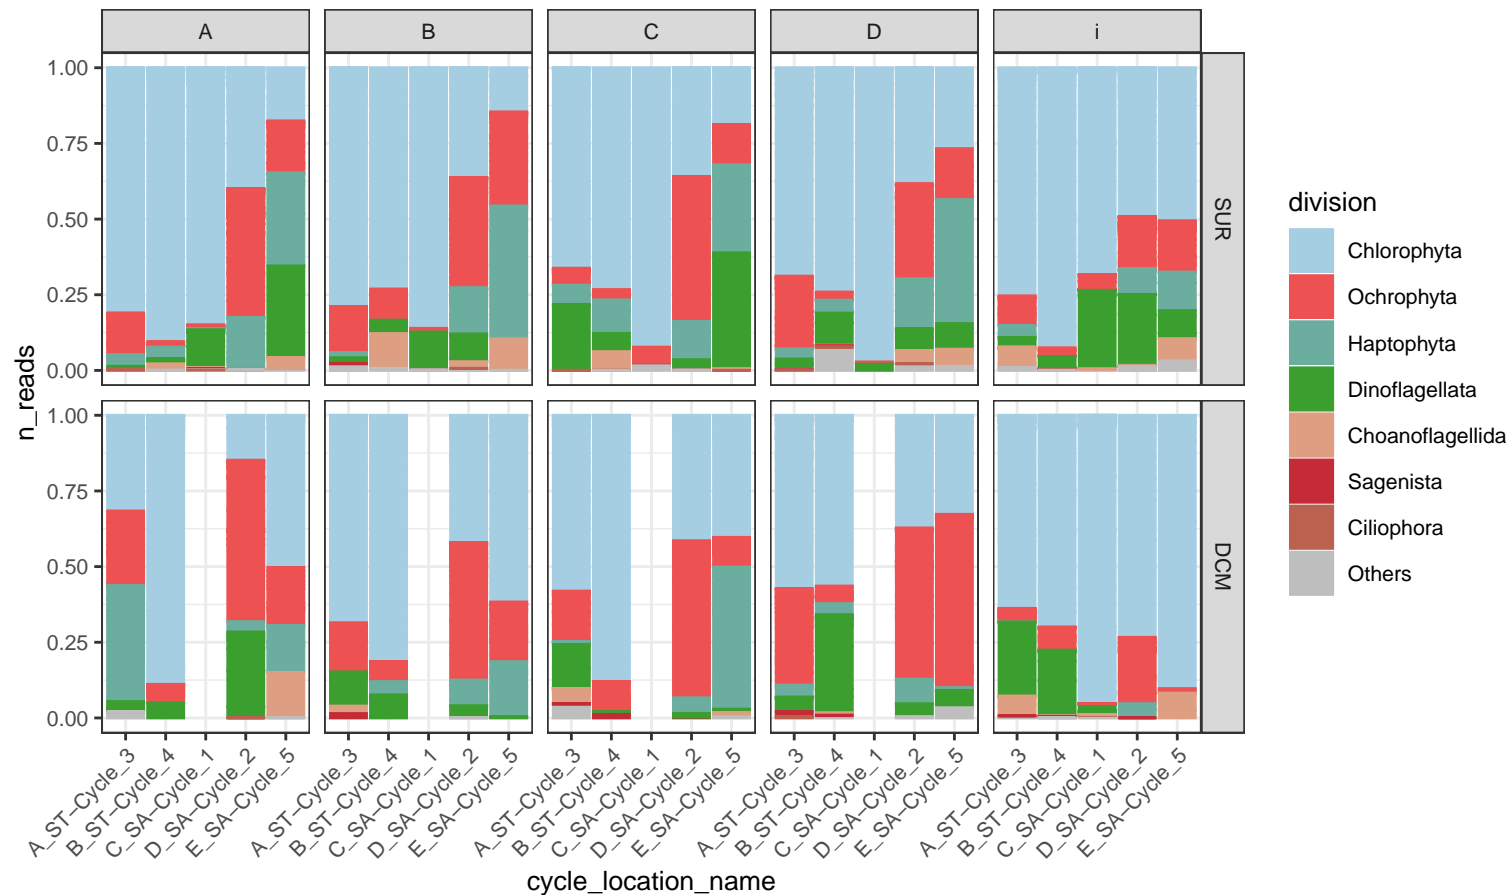 A B C D i
1.00
0.75
0.50
0.25
0.00
SUR
1.00
0.75
0.50
0.25
0.00
DCM
n_reads
A_ST−Cycle_3
B_ST−Cycle_4
C_SA−Cycle_1
D_SA−Cycle_2
E_SA−Cycle_5
A_ST−Cycle_3
B_ST−Cycle_4
C_SA−Cycle_1
D_SA−Cycle_2
E_SA−Cycle_5
A_ST−Cycle_3
B_ST−Cycle_4
C_SA−Cycle_1
D_SA−Cycle_2
E_SA−Cycle_5
A_ST−Cycle_3
B_ST−Cycle_4
C_SA−Cycle_1
D_SA−Cycle_2
E_SA−Cycle_5
A_ST−Cycle_3
B_ST−Cycle_4
C_SA−Cycle_1
D_SA−Cycle_2
E_SA−Cycle_5
cycle_location_name
division
Chlorophyta
Ochrophyta
Haptophyta
Dinoflagellata
Choanoflagellida
Sagenista
Ciliophora
Others